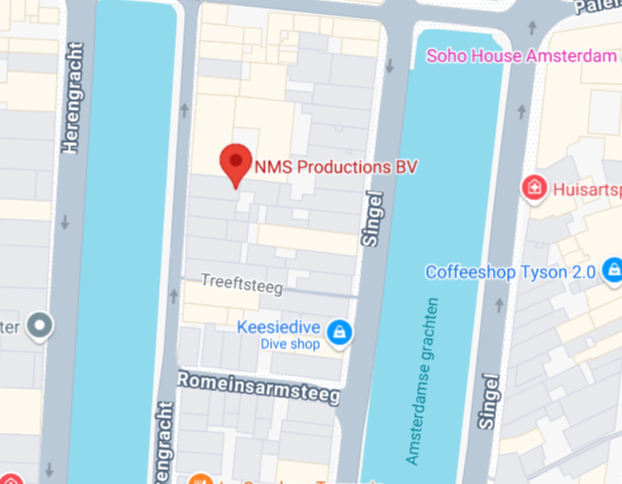 Paleis
Herengracht
Soho House Amsterdam
NMS Productions BV
Singel
Huisartsp
Coffeeshop Tyson 2.0
Treeftsteeg
ter
Keesiedive
Dive shop
Amsterdamse grachten
Romeinsarmsteeg
Singel
engracht